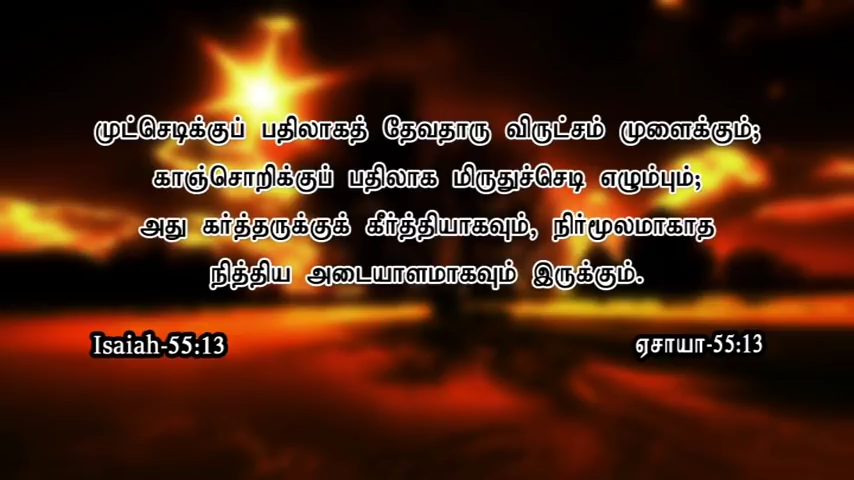 முட்செடிக்குப் பதிலாகத் தேவதாரு விருட்சம் முளைக்கும்;
காஞ்சொறிக்குப் பதிலாக மிருதுச்செடி எழும்பும்;
அது கர்த்தருக்குக் கீர்த்தியாகவும், நிர்மூலமாகாத
நித்திய அடையாளமாகவும் இருக்கும்.
Isaiah-55:13 ஏசாயா-55:13